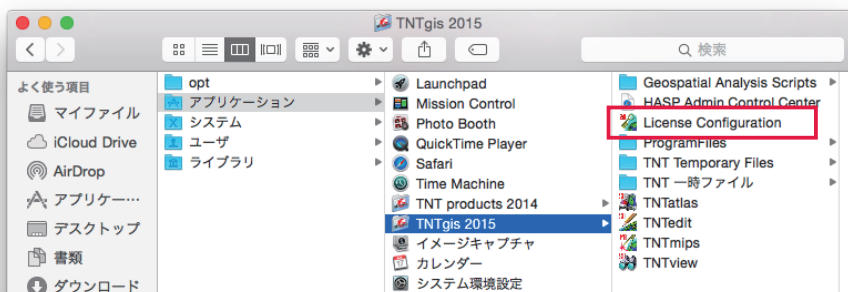 TNTgis 2015
検索
よく使う項目
マイファイル
iCloud Drive
AirDrop
アプリケー…
デスクトップ
書類
ダウンロード
opt
アプリケーション
システム
ユーザ
ライブラリ
Launchpad
Mission Control
Photo Booth
QuickTime Player
Safari
Time Machine
TNT products 2014
TNTgis 2015
イメージキャプチャ
カレンダー
システム環境設定
Geospatial Analysis Scripts
HASP Admin Control Center
License Configuration
ProgramFiles
TNT Temporary Files
TNT 一時ファイル
TNTatlas
TNTedit
TNTmips
TNTview